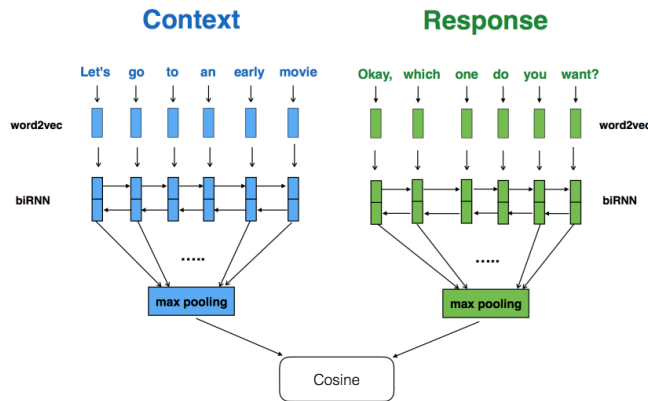 Context Response
Let's go to an early movie Okay, which one do you want?
word2vec word2vec
biRNN biRNN
..... .....
max pooling max pooling
Cosine